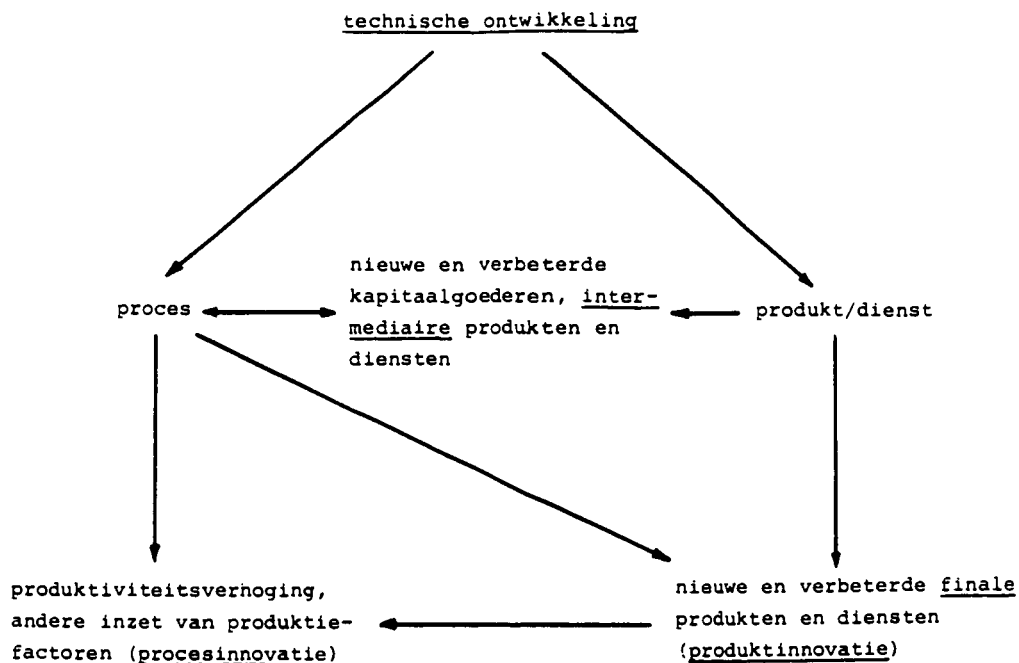 technische ontwikkeling
nieuwe en verbeterde
kapitaalgoederen, inter-
mediaire produkten en
diensten
proces
produkt/dienst
produktiviteitsverhoging,
andere inzet van produktie-
factoren (procesinnovatie)
nieuwe en verbeterde finale
produkten en diensten
(produktinnovatie)